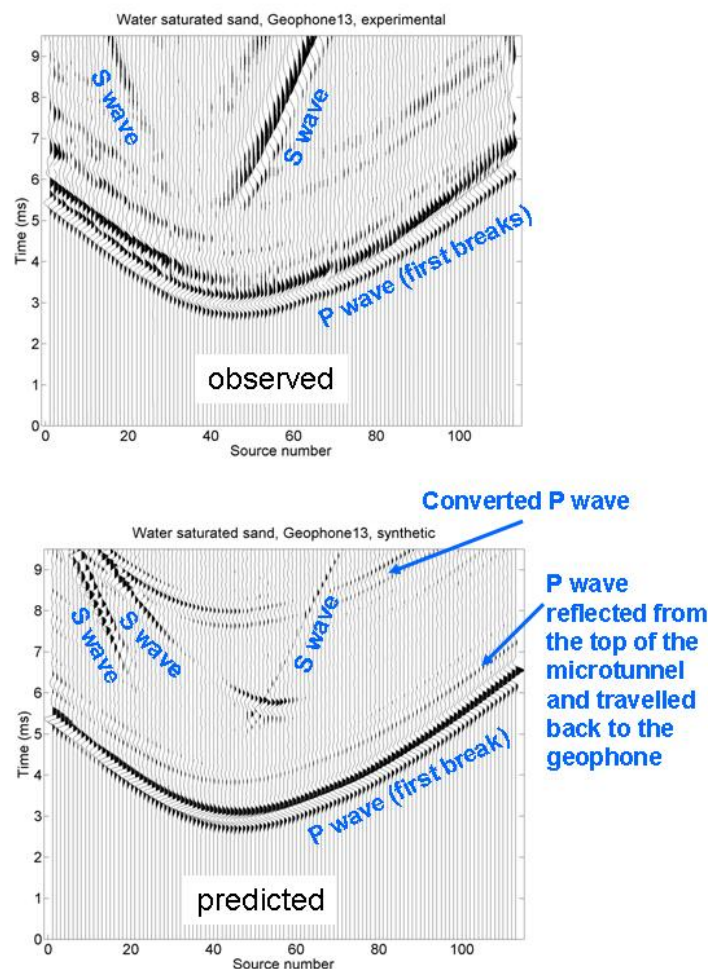 Water saturated sand, Geophone13, experimental
9
8
7
6
5
4
3
2
1
0
Time (ms)
S wave
S wave
P wave (first breaks)
observed
0
20
40
60
80
100
Source number
Converted P wave
Water saturated sand, Geophone13, synthetic
9
8
7
6
5
4
3
2
1
0
Time (ms)
S wave
S wave
S wave
P wave
reflected from
the top of the
microtunnel
and travelled
back to the
geophone
P wave (first break)
predicted
0
20
40
60
80
100
Source number